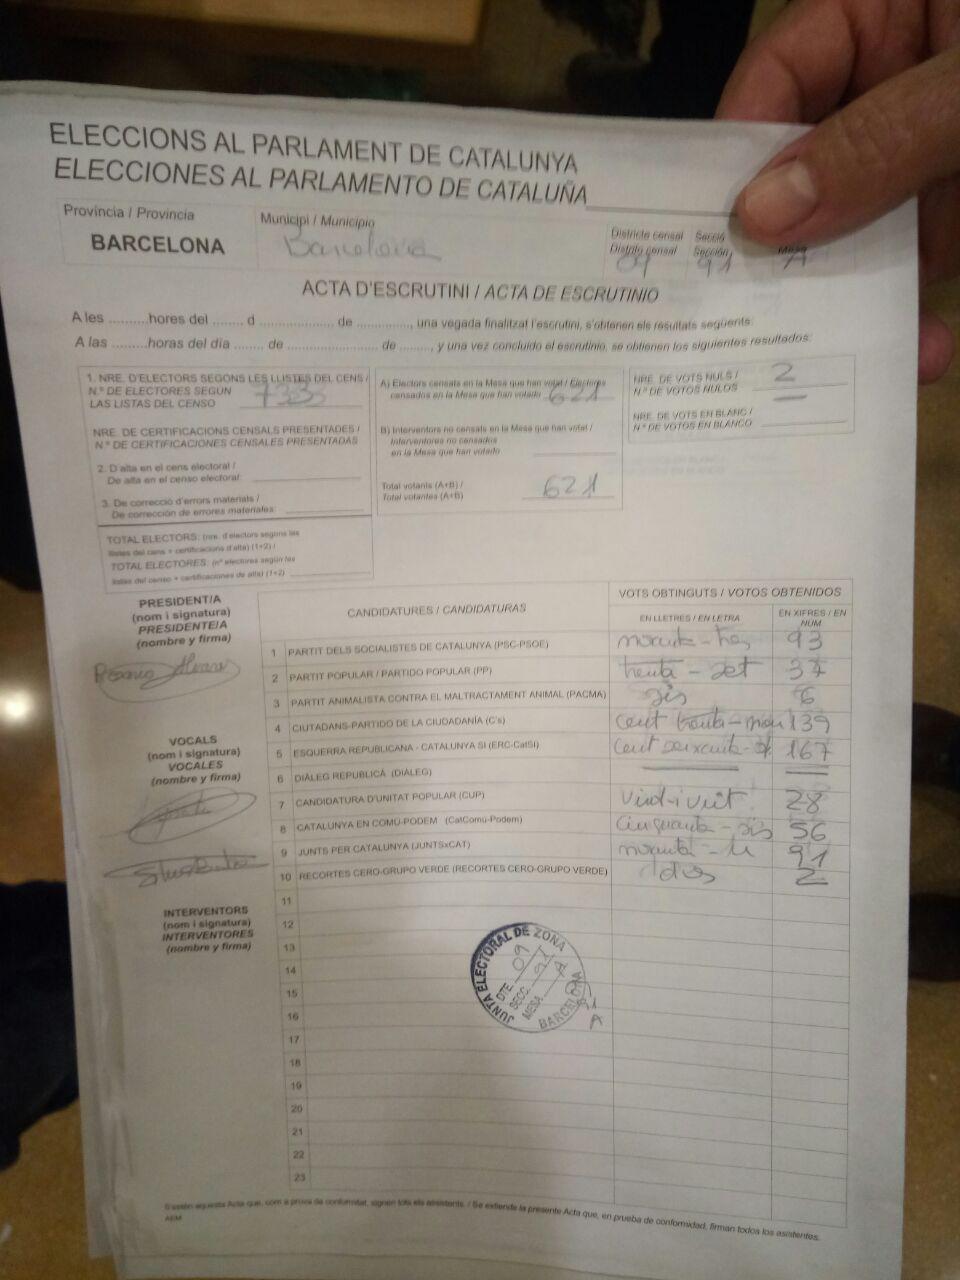 ELECCIONS AL PARLAMENT DE CATALUNYA
ELECCIONES AL PARLAMENTO DE CATALUÑA
Província / Provincia
BARCELONA
Municipi / Municipio
Barcelona
Districte censal
Distrito censal
09
Secció
Sección
91
Mesa
A
ACTA D'ESCRUTINI / ACTA DE ESCRUTINIO
A les ..........hores del ........ d ..................... de ..............., una vegada finalitzat l'escrutini, s'obtenen els resultats següents:
A las .........horas del día ....... de .............................. de ........, y una vez concluido el escrutinio, se obtienen los siguientes resultados:
1. NRE. D'ELECTORS SEGONS LES LLISTES DEL CENS /
N.º DE ELECTORES SEGÚN
LAS LISTAS DEL CENSO
NRE. DE CERTIFICACIONS CENSALS PRESENTADES /
N.º DE CERTIFICACIONES CENSALES PRESENTADAS
2. D'alta en el cens electoral /
De alta en el censo electoral:
3. De correcció d'errors materials /
De corrección de errores materiales:
TOTAL ELECTORS: (nre. d'electors segons les
llistes del cens + certificacions d'alta) (1+2) /
TOTAL ELECTORES: (nº electores según las
listas del censo + certificaciones de alta) (1+2)
A) Electors censats en la Mesa que han votat / Electores
censados en la Mesa que han votado 621
B) Interventors no censats en la Mesa que han votat /
Interventores no censados
en la Mesa que han votado
Total votants (A+B) /
Total votantes (A+B)
621
NRE. DE VOTS NULS /
N.º DE VOTOS NULOS
2
NRE. DE VOTS EN BLANC /
N.º DE VOTOS EN BLANCO
PRESIDENT/A
(nom i signatura)
PRESIDENTE/A
(nombre y firma)
VOCALS
(nom i signatura)
VOCALES
(nombre y firma)
INTERVENTORS
(nom i signatura)
INTERVENTORES
(nombre y firma)
CANDIDATURES / CANDIDATURAS
VOTS OBTINGUTS / VOTOS OBTENIDOS
EN LLETRES / EN LETRA
EN XIFRES / EN NUM
1 PARTIT DELS SOCIALISTES DE CATALUNYA (PSC-PSOE) noranta-tres 93
2 PARTIT POPULAR / PARTIDO POPULAR (PP) trenta-set 37
3 PARTIT ANIMALISTA CONTRA EL MALTRACTAMENT ANIMAL (PACMA) sis 6
4 CIUTADANS-PARTIDO DE LA CIUDADANÍA (C's) cent trenta-nou 139
5 ESQUERRA REPUBLICANA - CATALUNYA SÍ (ERC-CatSí) cent seixanta- 167
6 DIÀLEG REPUBLICÀ (DIÀLEG)
7 CANDIDATURA D'UNITAT POPULAR (CUP) vint-i-vuit 28
8 CATALUNYA EN COMÚ-PODEM (CatComú-Podem) cinquanta-sis 56
9 JUNTS PER CATALUNYA (JUNTSxCAT) noranta-u 91
10 RECORTES CERO-GRUPO VERDE (RECORTES CERO-GRUPO VERDE) dos 2
11
12
13
14
15
16
17
18
19
20
21
22
23
JUNTA ELECTORAL DE ZONA
DTE. 09
SECC. 91
MESA A
BARCELONA
A
S'estén aquesta Acta que, com a prova de conformitat, signen tots els assistents. / Se extiende la presente Acta que, en prueba de conformidad, firman todos los asistentes.